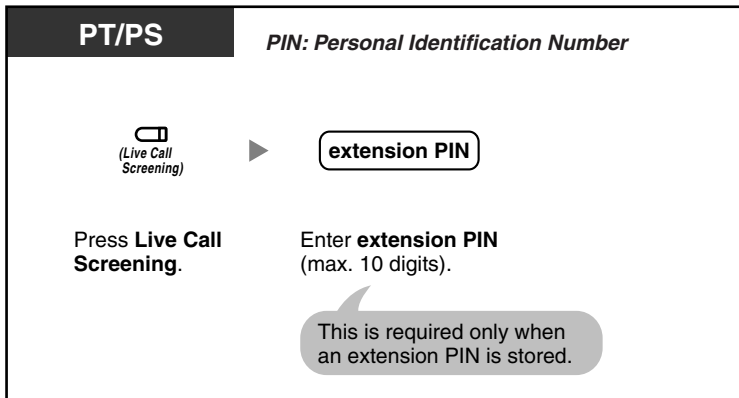 PT/PS
PIN: Personal Identification Number
(Live Call
Screening)
extension PIN
Press Live Call
Screening.
Enter extension PIN
(max. 10 digits).
This is required only when
an extension PIN is stored.